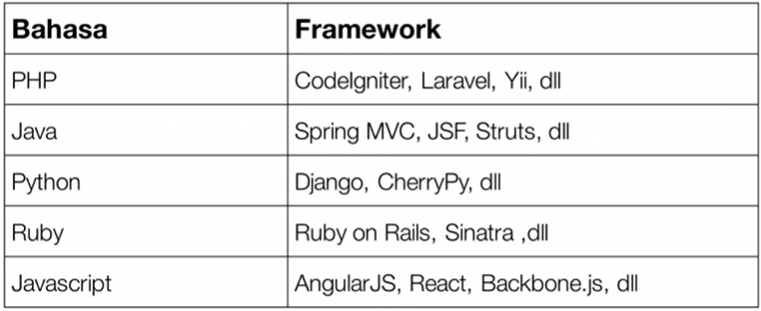 Bahasa Framework
PHP CodeIgniter, Laravel, Yii, dll
Java Spring MVC, JSF, Struts, dll
Python Django, CherryPy, dll
Ruby Ruby on Rails, Sinatra ,dll
Javascript AngularJS, React, Backbone.js, dll